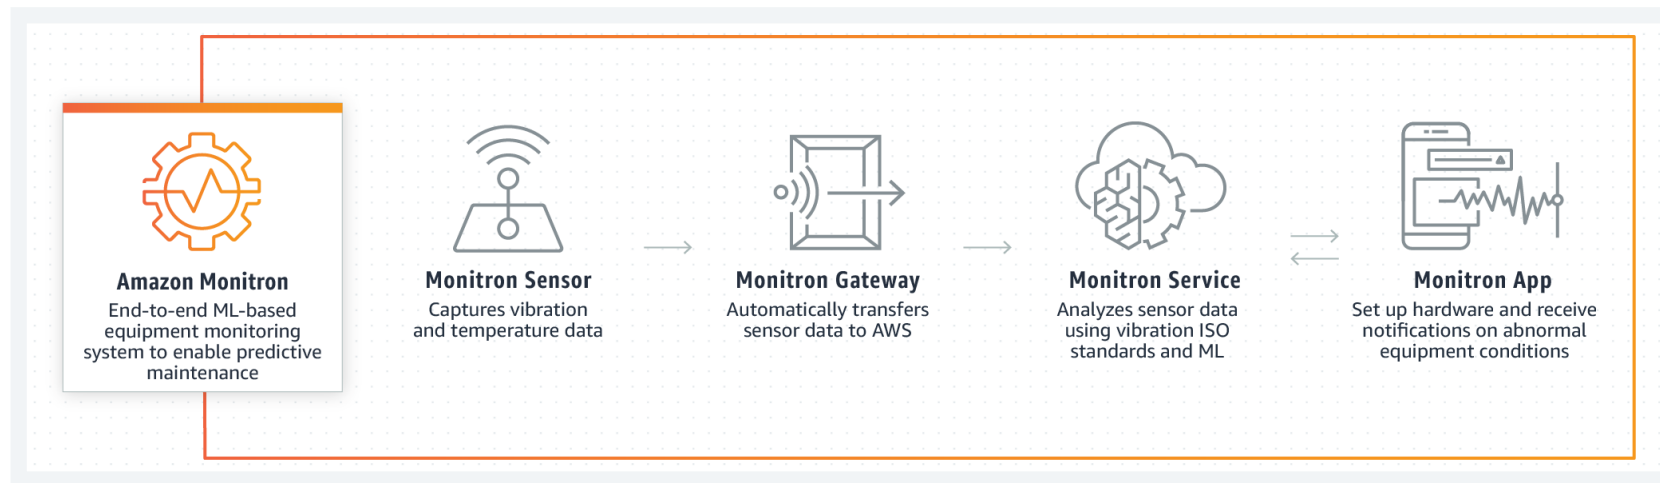 Amazon Monitron
End-to-end ML-based
equipment monitoring
system to enable predictive
maintenance
Monitron Sensor
Captures vibration
and temperature data
Monitron Gateway
Automatically transfers
sensor data to AWS
Monitron Service
Analyzes sensor data
using vibration ISO
standards and ML
Monitron App
Set up hardware and receive
notifications on abnormal
equipment conditions